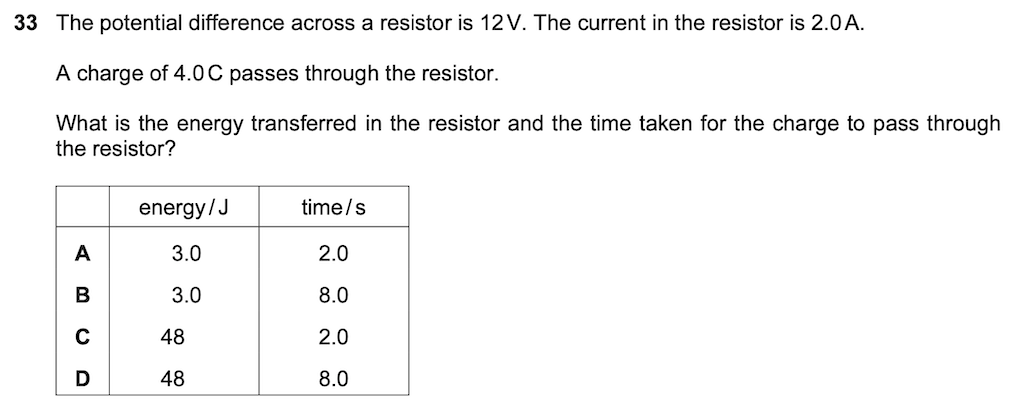 33 The potential difference across a resistor is 12 V. The current in the resistor is 2.0 A.
A charge of 4.0 C passes through the resistor.
What is the energy transferred in the resistor and the time taken for the charge to pass through
the resistor?
energy / J time / s
A 3.0 2.0
B 3.0 8.0
C 48 2.0
D 48 8.0